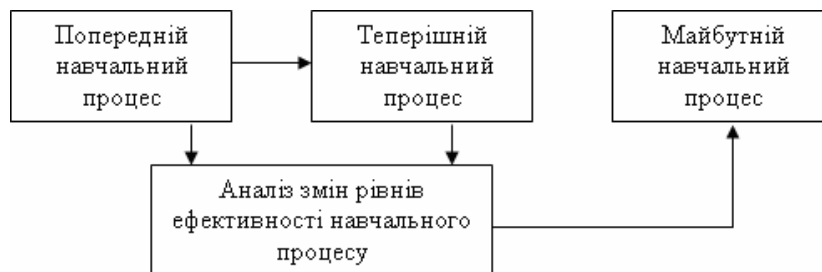 Попередній
навчальний
процес
Теперішній
навчальний
процес
Майбутній
навчальний
процес
Аналіз змін рівнів
ефективності навчального
процесу